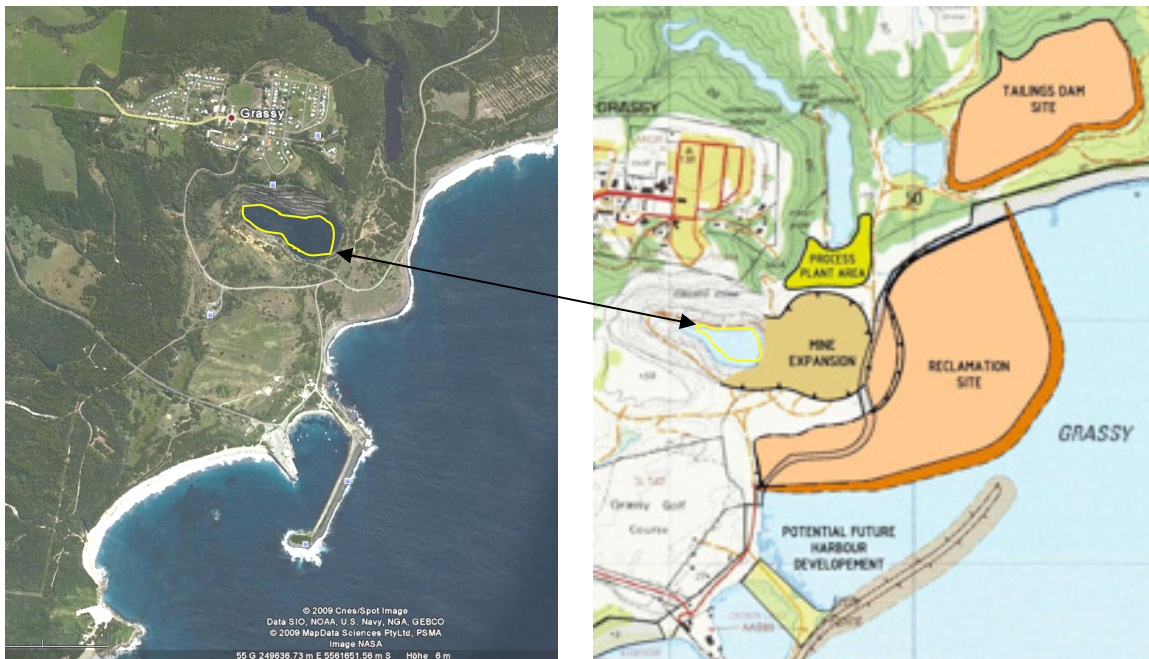 Grassy
© 2009 Cnes/Spot Image
Data SIO, NOAA, U.S. Navy, NGA, GEBCO
© 2009 MapData Sciences PtyLtd, PSMA
Image NASA
55 G 249636.73 m E 5561651.56 m S Höhe 6 m
TAILINGS DAM
SITE
GRASSY
50
PROCESS
PLANT AREA
MINE
EXPANSION
RECLAMATION
SITE
GRASSY
Grassy Golf
Course
POTENTIAL FUTURE
HARBOUR
DEVELOPEMENT